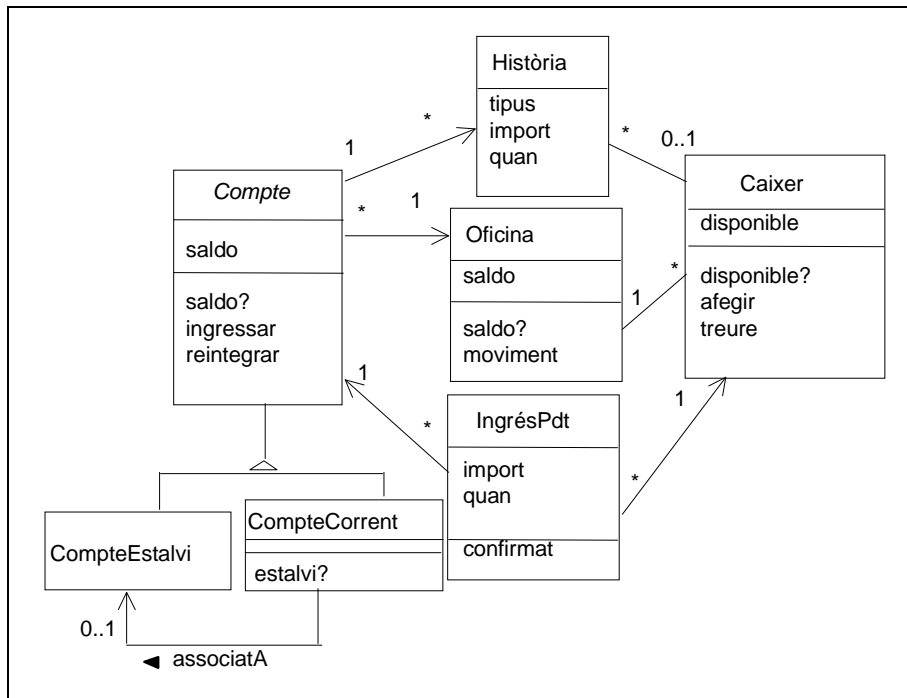 Història
tipus
import
quan
*
1
*
0..1
Compte
saldo
saldo?
ingressar
reintegrar
*
1
Oficina
saldo
saldo?
moviment
1
*
Caixer
disponible
disponible?
afegir
treure
1
*
IngrésPdt
import
quan
confirmat
*
1
CompteEstalvi
CompteCorrent
estalvi?
0..1
associatA